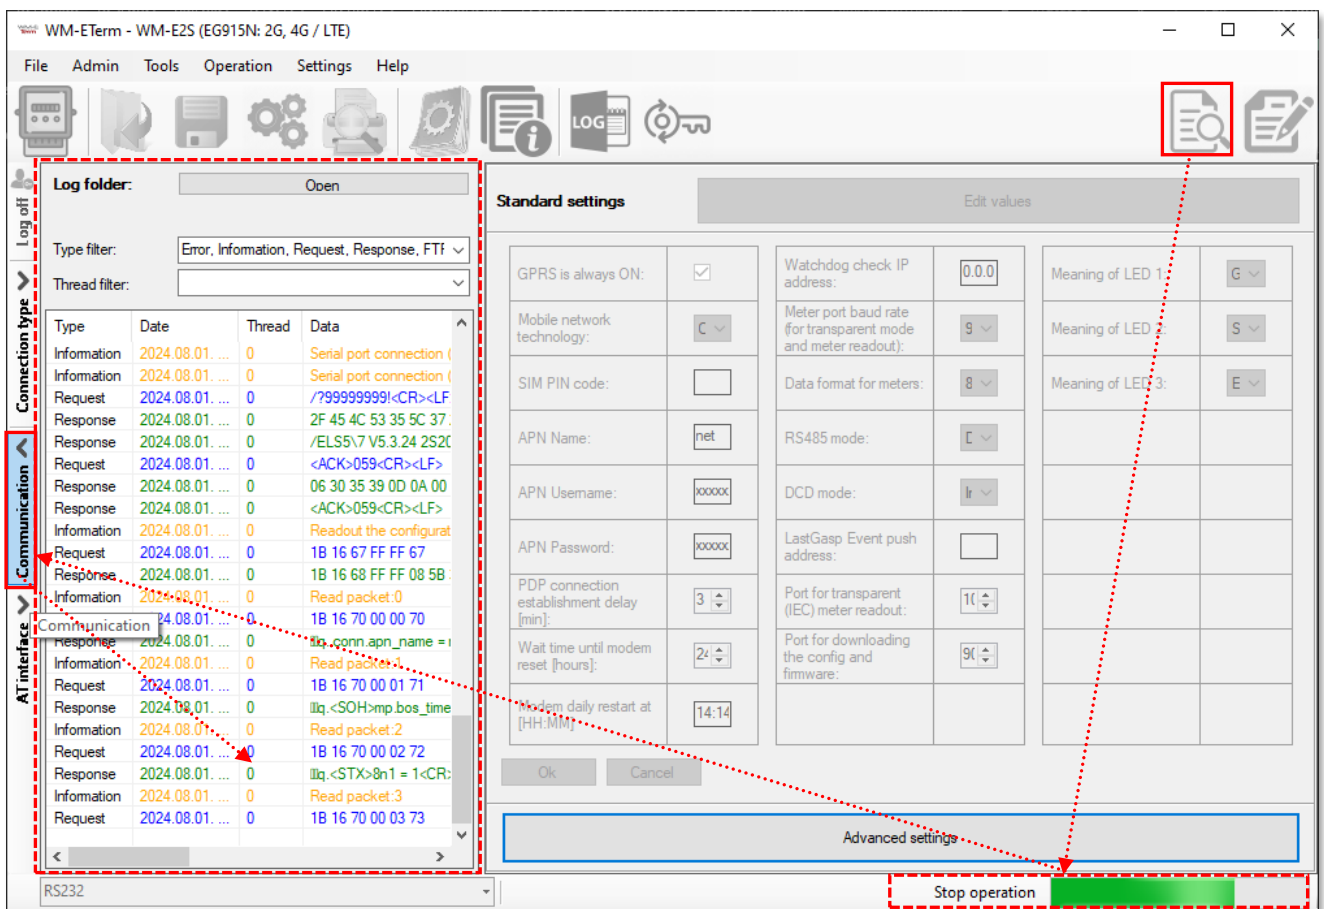 WM-ETerm - WM-E2S (EG915N: 2G, 4G / LTE)
File Admin Tools Operation Settings Help
LOG
Log off
Connection type
Communication
AT interface
Log folder:
Open
Type filter:
Error, Information, Request, Response, FTF
Thread filter:
Type Date Thread Data
Information 2024.08.01. ... 0 Serial port connection (
Information 2024.08.01. ... 0 Serial port connection (
Request 2024.08.01. ... 0 /?99999999!<CR><LF
Response 2024.08.01. ... 0 2F 45 4C 53 35 5C 37
Response 2024.08.01. ... 0 /ELS5\7 V5.3.24 2S20
Request 2024.08.01. ... 0 <ACK>059<CR><LF>
Response 2024.08.01. ... 0 06 30 35 39 0D 0A 00
Response 2024.08.01. ... 0 <ACK>059<CR><LF>
Information 2024.08.01. ... 0 Readout the configurat
Request 2024.08.01. ... 0 1B 16 67 FF FF 67
Response 2024.08.01. ... 0 1B 16 68 FF FF 08 5B
Information 2024.08.01. ... 0 Read packet:0
24.08.01. ... 0 1B 16 70 00 00 70
Communication
Response 2024.08.01. ... 0 q.conn.apn_name =
Information 2024.08.01. ... 0 Read packet:1
Request 2024.08.01. ... 0 1B 16 70 00 01 71
Response 2024.08.01. ... 0 q.<SOH>mp.bos_time
Information 2024.08.01. ... 0 Read packet:2
Request 2024.08.01. ... 0 1B 16 70 00 02 72
Response 2024.08.01. ... 0 q.<STX>8n1 = 1<CR>
Information 2024.08.01. ... 0 Read packet:3
Request 2024.08.01. ... 0 1B 16 70 00 03 73
Standard settings
Edit values
GPRS is always ON:
Mobile network
technology:
SIM PIN code:
APN Name:
net
APN Username:
xxxxx
APN Password:
xxxxx
PDP connection
establishment delay
[min]:
3
Wait time until modem
reset [hours]:
24
Modem daily restart at
[HH:MM]
14:14
Watchdog check IP
address:
0.0.0
Meter port baud rate
(for transparent mode
and meter readout):
9
Data format for meters:
8
RS485 mode:
DCD mode:
LastGasp Event push
address:
Port for transparent
(IEC) meter readout:
Port for downloading
the config and
firmware:
Meaning of LED 1:
G
Meaning of LED 2:
S
Meaning of LED 3:
E
Ok
Cancel
Advanced settings
RS232
Stop operation